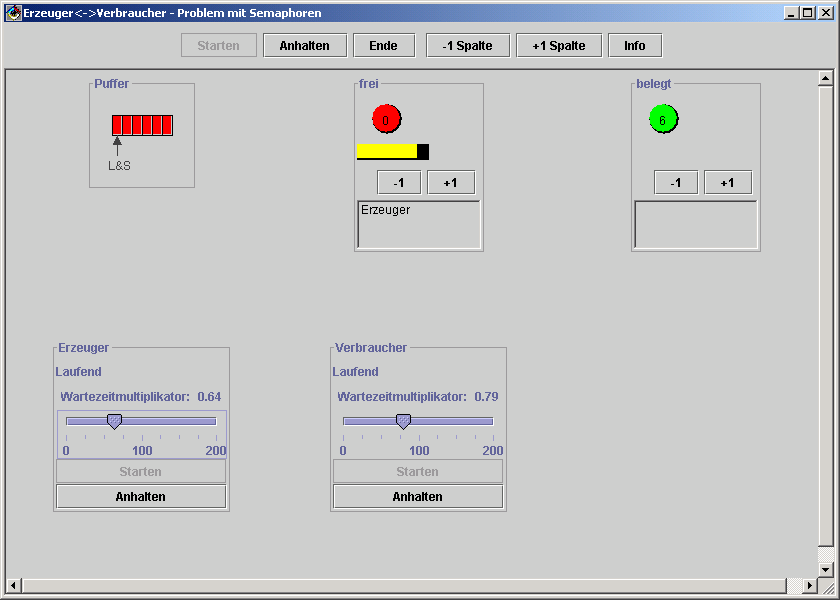 Erzeuger<->Verbraucher - Problem mit Semaphoren
Starten Anhalten Ende -1 Spalte +1 Spalte Info
Puffer frei belegt
0 6
L&S
-1 +1 -1 +1
Erzeuger
Erzeuger Verbraucher
Laufend Laufend
Wartezeitmultiplikator: 0.64 Wartezeitmultiplikator: 0.79
0 100 200 0 100 200
Starten Starten
Anhalten Anhalten